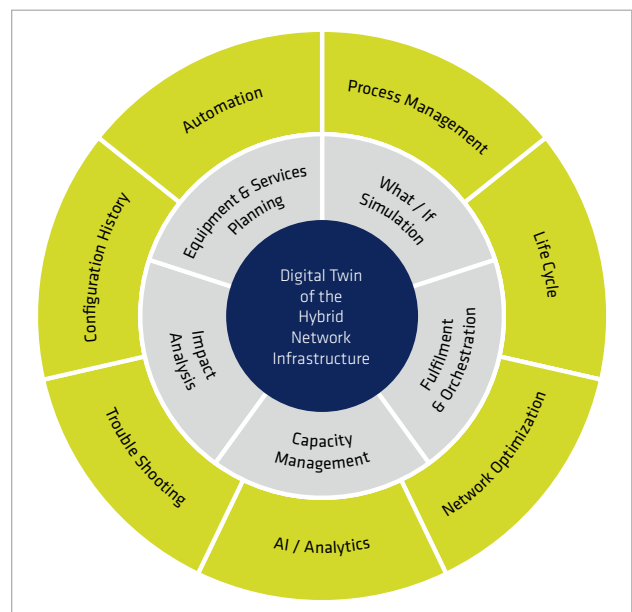 Automation
Process Management
Life Cycle
Network Optimization
AI / Analytics
Trouble Shooting
Configuration History
Equipment & Services
Planning
What / If
Simulation
Fulfilment
& Orchestration
Capacity
Management
Impact
Analysis
Digital Twin
of the
Hybrid
Network
Infrastructure